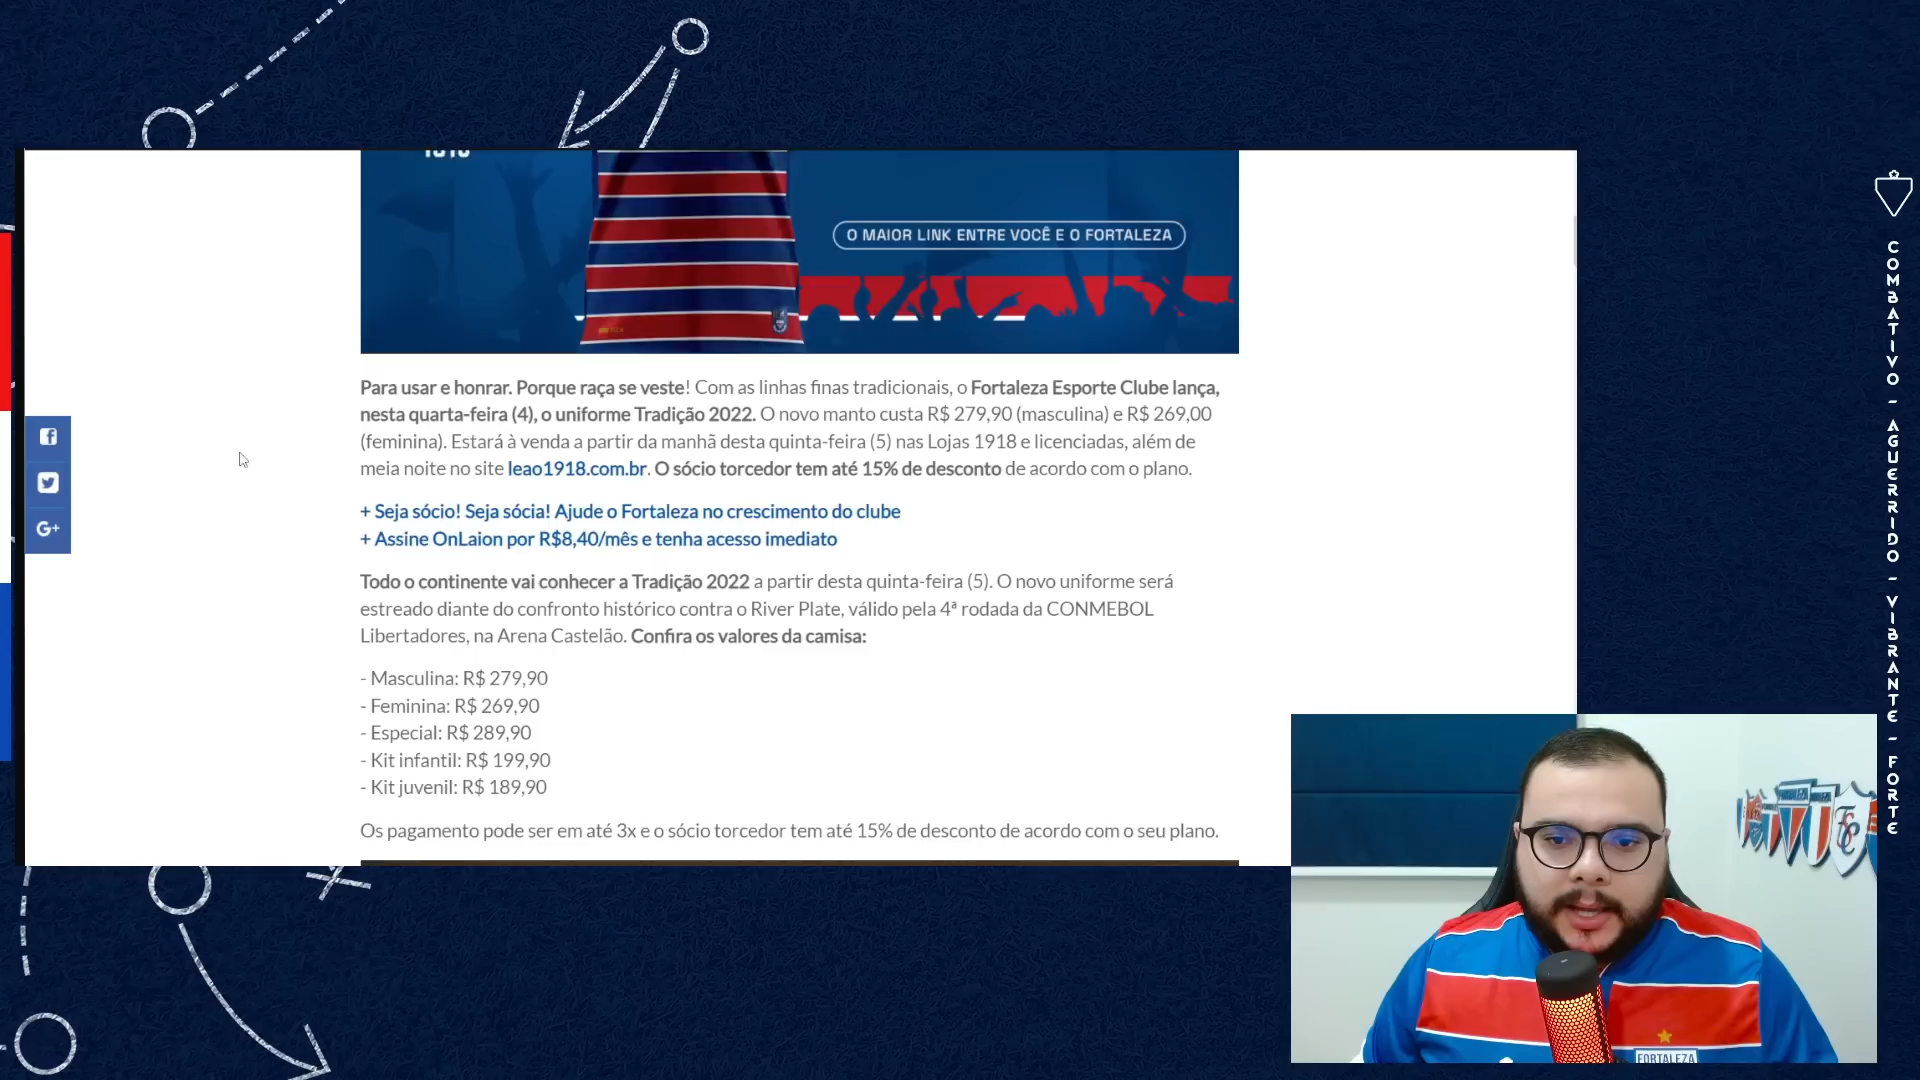 O MAIOR LINK ENTRE VOCÊ E O FORTALEZA
Para usar e honrar. Porque raça se veste! Com as linhas finas tradicionais, o Fortaleza Esporte Clube lança,
nesta quarta-feira (4), o uniforme Tradição 2022. O novo manto custa R$ 279,90 (masculina) e R$ 269,00
(feminina). Estará à venda a partir da manhã desta quinta-feira (5) nas Lojas 1918 e licenciadas, além de
meia noite no site leao1918.com.br. O sócio torcedor tem até 15% de desconto de acordo com o plano.
+ Seja sócio! Seja sócia! Ajude o Fortaleza no crescimento do clube
+ Assine OnLaion por R$8,40/mês e tenha acesso imediato
Todo o continente vai conhecer a Tradição 2022 a partir desta quinta-feira (5). O novo uniforme será
estreado diante do confronto histórico contra o River Plate, válido pela 4ª rodada da CONMEBOL
Libertadores, na Arena Castelão. Confira os valores da camisa:
- Masculina: R$ 279,90
- Feminina: R$ 269,90
- Especial: R$ 289,90
- Kit infantil: R$ 199,90
- Kit juvenil: R$ 189,90
Os pagamento pode ser em até 3x e o sócio torcedor tem até 15% de desconto de acordo com o seu plano.
G+
COMBATIVO - AGUERRIDO - VIBRANTE - FORTE
FORTALEZA